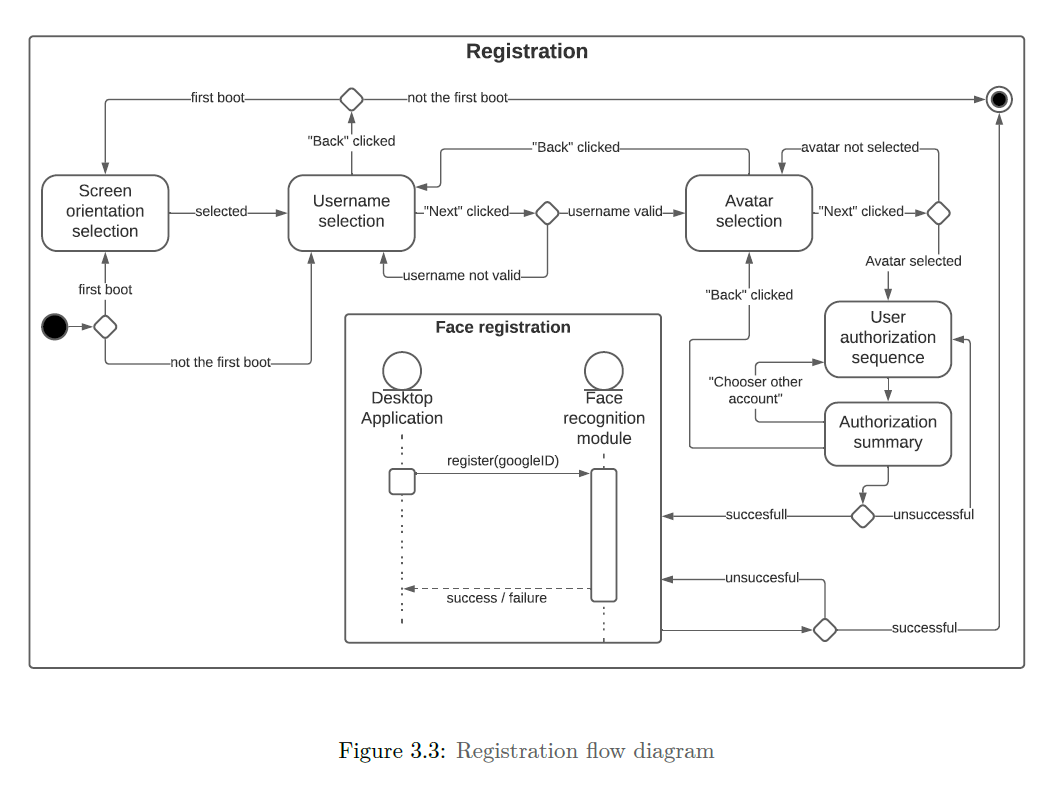 Registration
first boot
not the first boot
"Back" clicked
"Back" clicked
avatar not selected
Screen
orientation
selection
selected
Username
selection
"Next" clicked
username valid
Avatar
selection
"Next" clicked
username not valid
Avatar selected
first boot
"Back" clicked
not the first boot
Face registration
User
authorization
sequence
"Chooser other
account"
Desktop
Application
Face
recognition
module
Authorization
summary
register(googleID)
succesfull
unsuccessful
unsuccesful
success / failure
successful
Figure 3.3: Registration flow diagram